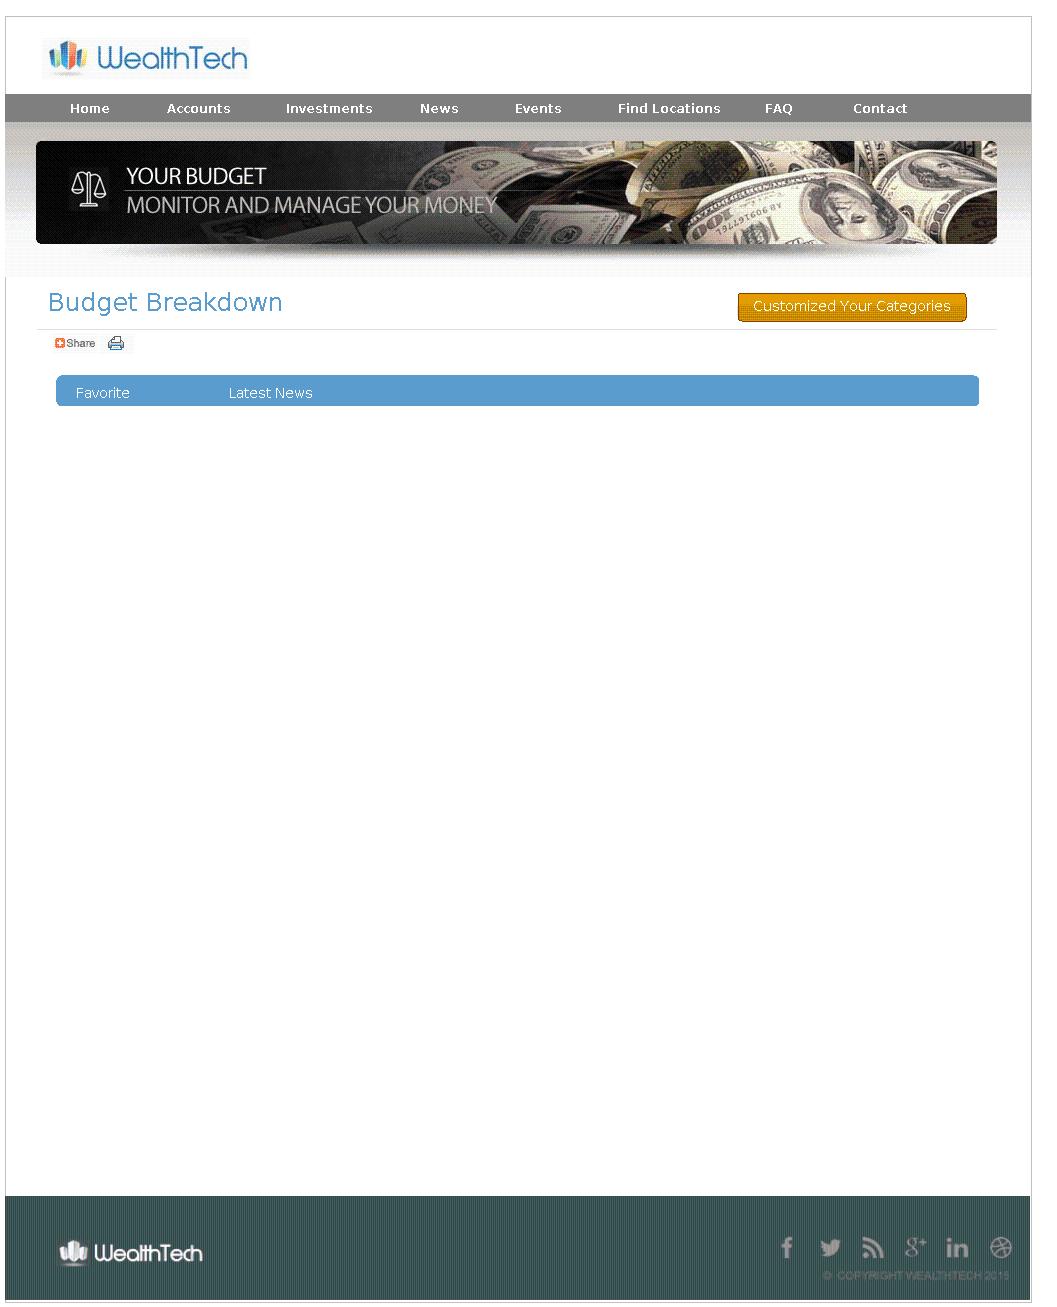 WealthTech
Home Accounts Investments News Events Find Locations FAQ Contact
YOUR BUDGET
MONITOR AND MANAGE YOUR MONEY
Budget Breakdown
Customized Your Categories
Share
Favorite Latest News
WealthTech
© COPYRIGHT WEALTHTECH 2015